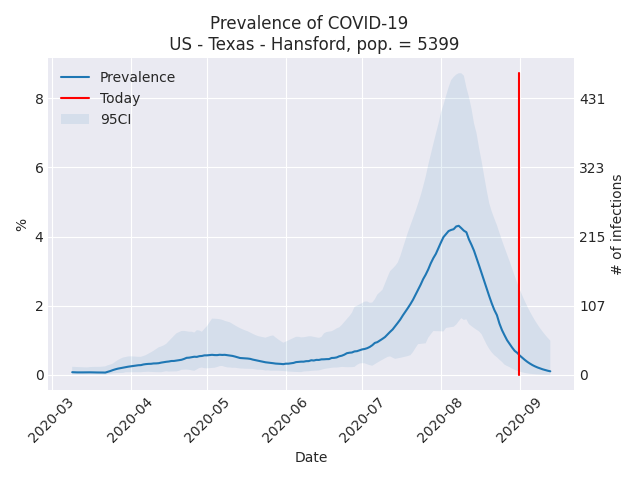 Prevalence of COVID-19
US - Texas - Hansford, pop. = 5399
Prevalence
Today
95CI
%
8
6
4
2
0
431
323
215
107
0
# of infections
2020-03
2020-04
2020-05
2020-06
2020-07
2020-08
2020-09
Date